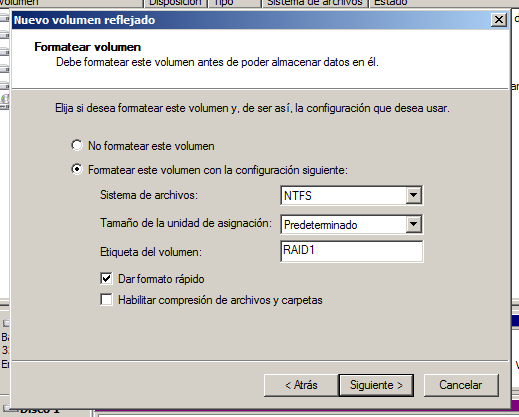 Volumen Disposición Tipo Sistema de archivos Estado
Nuevo volumen reflejado
Formatear volumen
Debe formatear este volumen antes de poder almacenar datos en él.
Elija si desea formatear este volumen y, de ser así, la configuración que desea usar.
No formatear este volumen
Formatear este volumen con la configuración siguiente:
Sistema de archivos: NTFS
Tamaño de la unidad de asignación: Predeterminado
Etiqueta del volumen: RAID1
Dar formato rápido
Habilitar compresión de archivos y carpetas
< Atrás Siguiente > Cancelar
Disco 1